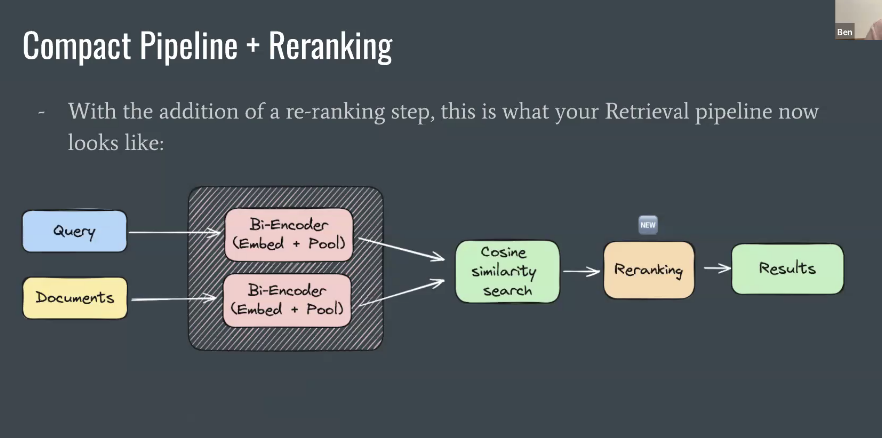 Compact Pipeline + Reranking
Ben
- With the addition of a re-ranking step, this is what your Retrieval pipeline now
looks like:
Query
Bi-Encoder
(Embed + Pool)
Documents
Bi-Encoder
(Embed + Pool)
Cosine
similarity
search
NEW
Reranking
Results